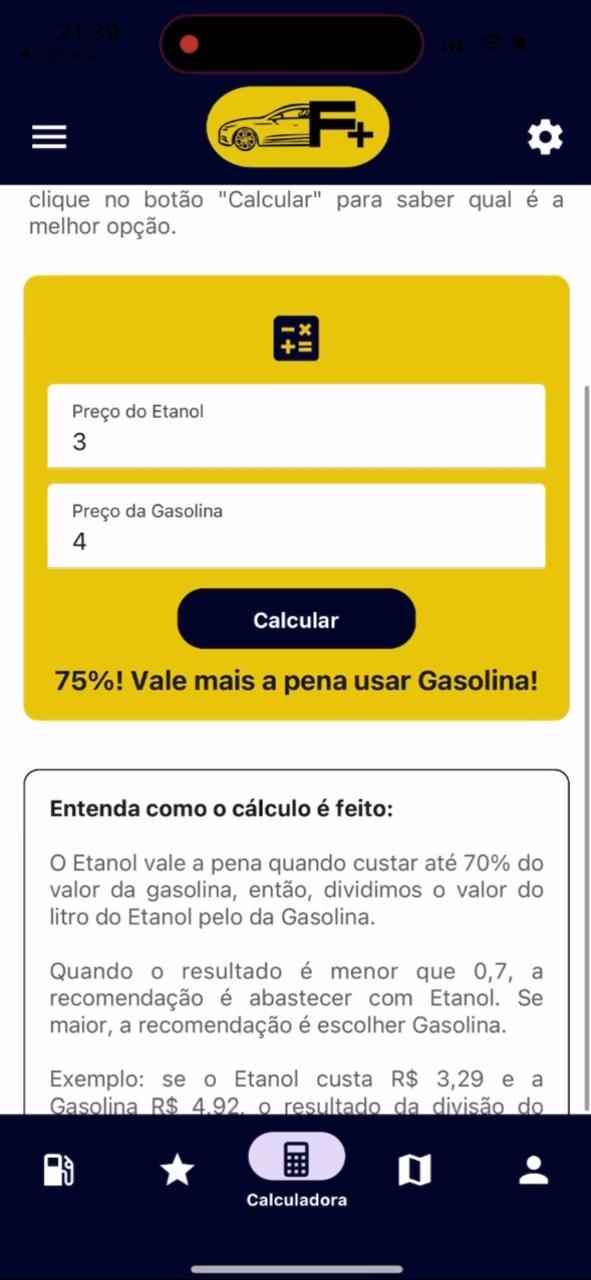 21:39
◀ Câmera
F+
clique no botão "Calcular" para saber qual é a
melhor opção.
Preço do Etanol
3
Preço da Gasolina
4
Calcular
75%! Vale mais a pena usar Gasolina!
Entenda como o cálculo é feito:
O Etanol vale a pena quando custar até 70% do
valor da gasolina, então, dividimos o valor do
litro do Etanol pelo da Gasolina.
Quando o resultado é menor que 0,7, a
recomendação é abastecer com Etanol. Se
maior, a recomendação é escolher Gasolina.
Exemplo: se o Etanol custa R$ 3,29 e a
Gasolina R$ 4,92, o resultado da divisão do
Calculadora